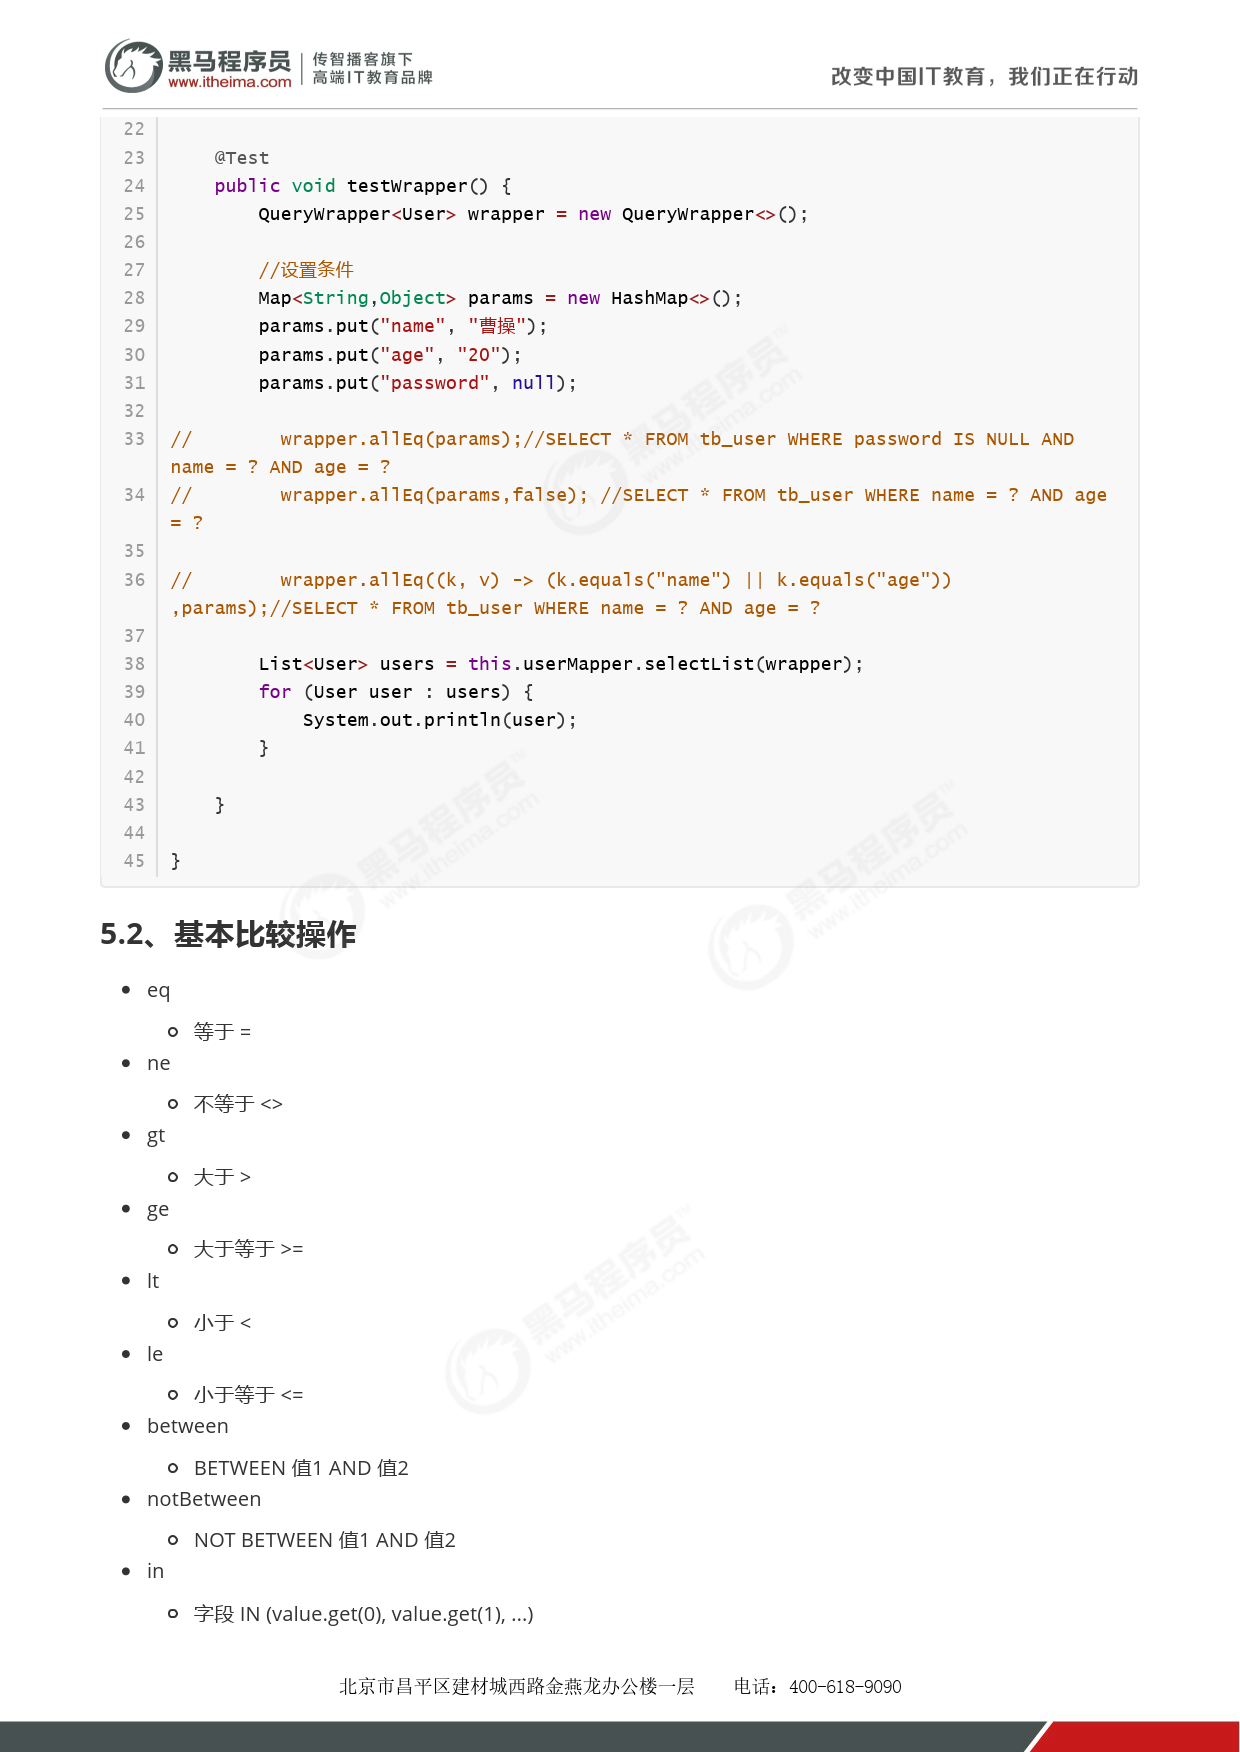 黑马程序员
www.itheima.com
传智播客旗下
高端IT教育品牌
改变中国IT教育，我们正在行动
22
23     @Test
24     public void testWrapper() {
25         QueryWrapper<User> wrapper = new QueryWrapper<>();
26
27         //设置条件
28         Map<String,Object> params = new HashMap<>();
29         params.put("name", "曹操");
30         params.put("age", "20");
31         params.put("password", null);
32
33 //        wrapper.allEq(params);//SELECT * FROM tb_user WHERE password IS NULL AND
name = ? AND age = ?
34 //        wrapper.allEq(params,false); //SELECT * FROM tb_user WHERE name = ? AND age
= ?
35
36 //        wrapper.allEq((k, v) -> (k.equals("name") || k.equals("age"))
,params);//SELECT * FROM tb_user WHERE name = ? AND age = ?
37
38         List<User> users = this.userMapper.selectList(wrapper);
39         for (User user : users) {
40             System.out.println(user);
41         }
42
43     }
44
45 }
5.2、基本比较操作
eq
等于 =
ne
不等于 <>
gt
大于 >
ge
大于等于 >=
lt
小于 <
le
小于等于 <=
between
BETWEEN 值1 AND 值2
notBetween
NOT BETWEEN 值1 AND 值2
in
字段 IN (value.get(0), value.get(1), ...)
北京市昌平区建材城西路金燕龙办公楼一层 电话：400-618-9090